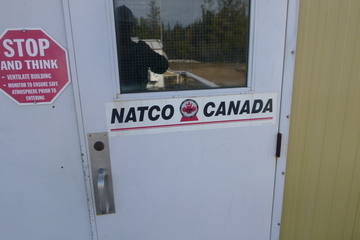 STOP
AND THINK
- VENTILATE BUILDING
- MONITOR TO ENSURE SAFE
ATMOSPHERE PRIOR TO
ENTERING
NATCO CANADA